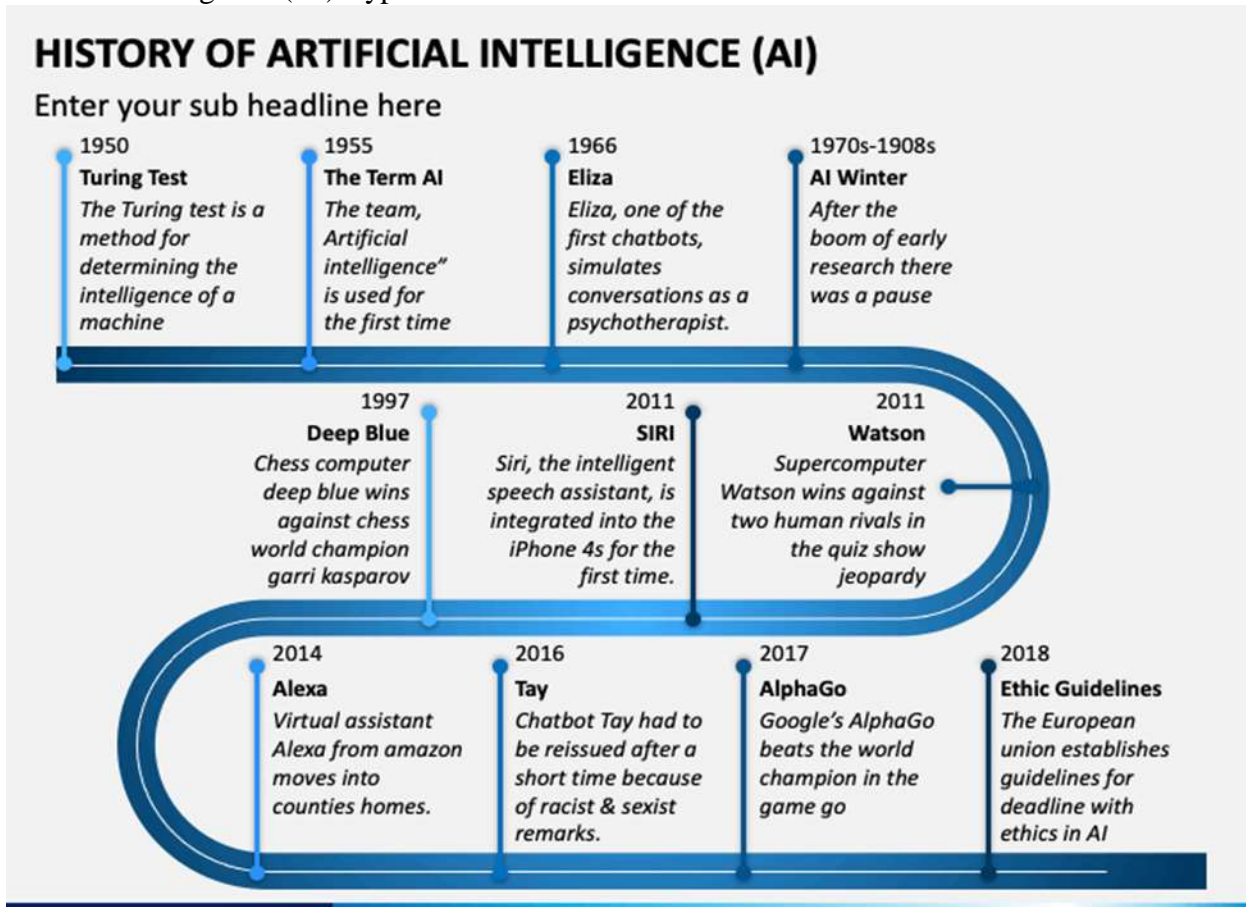 HISTORY OF ARTIFICIAL INTELLIGENCE (AI)
Enter your sub headline here
1950
Turing Test
The Turing test is a
method for
determining the
intelligence of a
machine
1955
The Term AI
The team,
Artificial
intelligence”
is used for
the first time
1966
Eliza
Eliza, one of the
first chatbots,
simulates
conversations as a
psychotherapist.
1970s-1908s
AI Winter
After the
boom of early
research there
was a pause
1997
Deep Blue
Chess computer
deep blue wins
against chess
world champion
garri kasparov
2011
SIRI
Siri, the intelligent
speech assistant, is
integrated into the
iPhone 4s for the
first time.
2011
Watson
Supercomputer
Watson wins against
two human rivals in
the quiz show
jeopardy
2014
Alexa
Virtual assistant
Alexa from amazon
moves into
counties homes.
2016
Tay
Chatbot Tay had to
be reissued after a
short time because
of racist & sexist
remarks.
2017
AlphaGo
Google’s AlphaGo
beats the world
champion in the
game go
2018
Ethic Guidelines
The European
union establishes
guidelines for
deadline with
ethics in AI